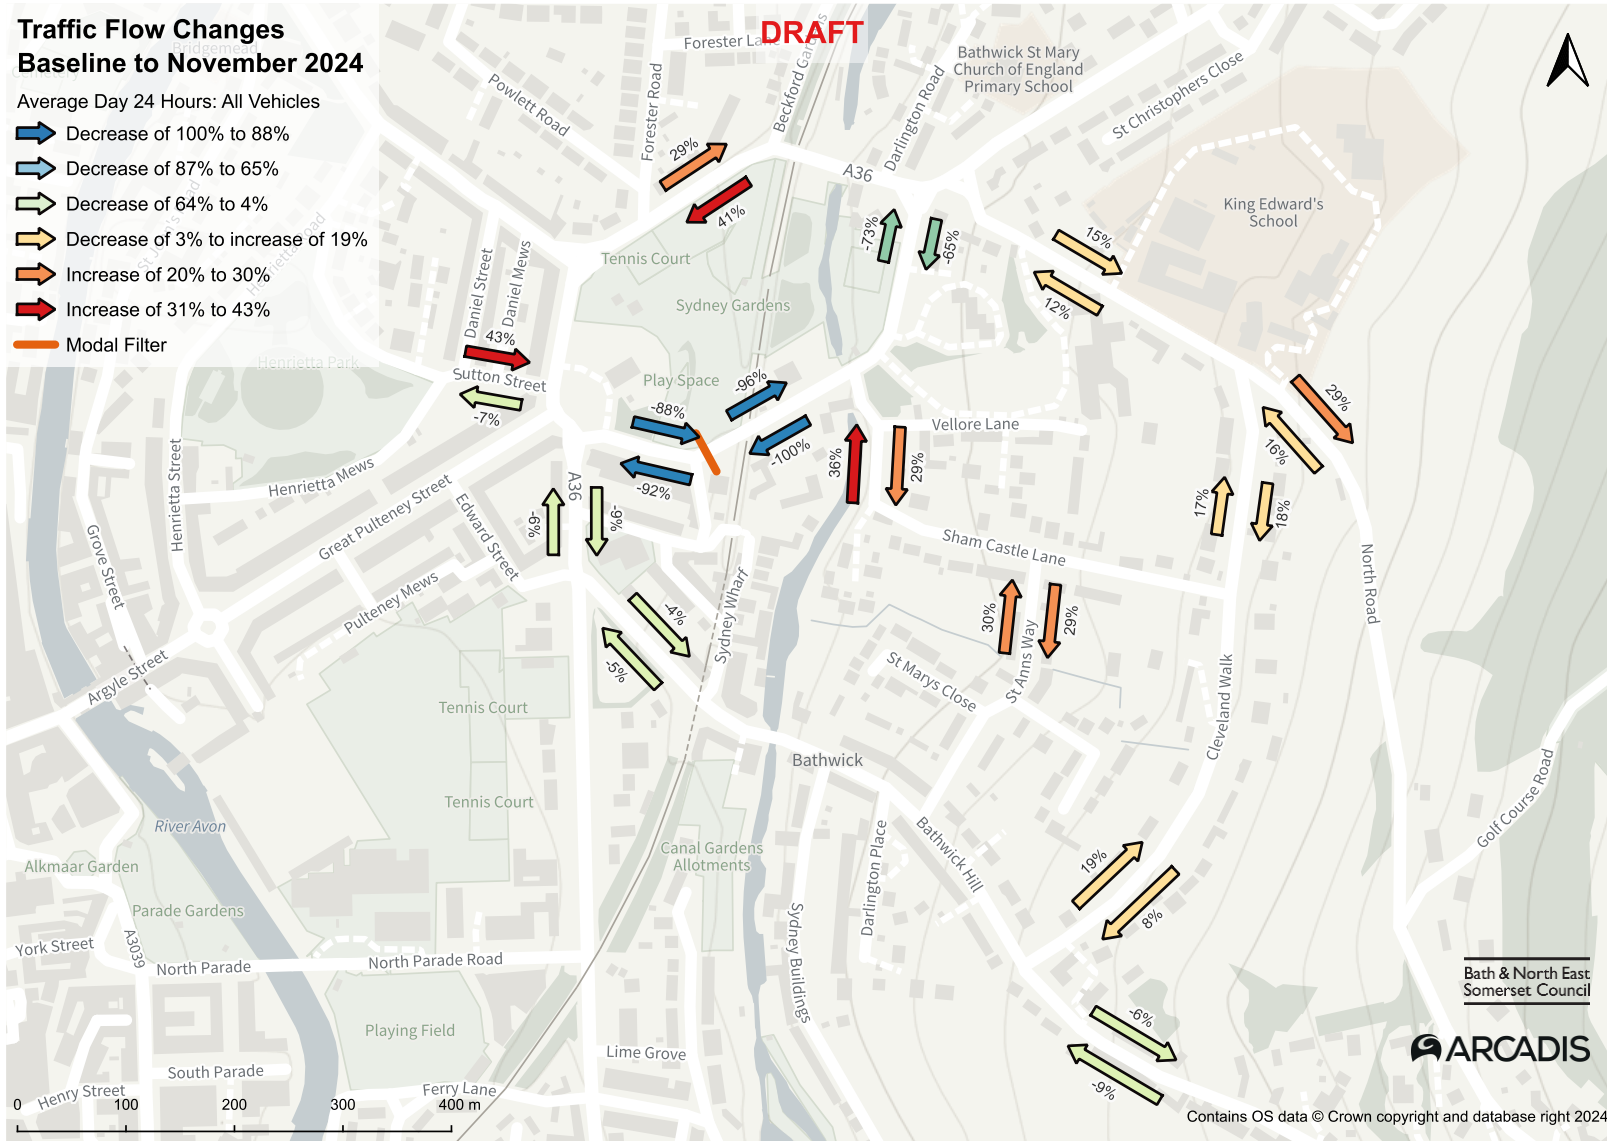 Traffic Flow Changes
Baseline to November 2024
Average Day 24 Hours: All Vehicles
Decrease of 100% to 88%
Decrease of 87% to 65%
Decrease of 64% to 4%
Decrease of 3% to increase of 19%
Increase of 20% to 30%
Increase of 31% to 43%
Modal Filter
DRAFT
Bridgemead
Cemetery
Henrietta Road
Henrietta Park
Forester Lane
Beckford Gardens
Powlett Road
Forester Road
Darlington Road
Bathwick St Mary
Church of England
Primary School
St Christophers Close
29%
41%
A36
King Edward's
School
-73%
-65%
15%
12%
Tennis Court
Sydney Gardens
Daniel Street
Daniel Mews
43%
Sutton Street
-7%
Play Space
-96%
-88%
-100%
-92%
Vellore Lane
36%
29%
29%
16%
17%
18%
Henrietta Street
Henrietta Mews
Great Pulteney Street
Edward Street
A36
-6%
-9%
Grove Street
Pulteney Mews
Sham Castle Lane
North Road
Sydney Wharf
-4%
-5%
30%
29%
St Anns Way
St Marys Close
Argyle Street
Cleveland Walk
Tennis Court
Bathwick
Tennis Court
River Avon
Golf Course Road
Canal Gardens
Allotments
Darlington Place
Bathwick Hill
19%
8%
Alkmaar Garden
Parade Gardens
York Street
A3039
North Parade
North Parade Road
Sydney Buildings
Playing Field
-6%
-9%
Lime Grove
South Parade
Henry Street
Ferry Lane
0
100
200
300
400 m
Bath & North East
Somerset Council
ARCADIS
Contains OS data © Crown copyright and database right 2024